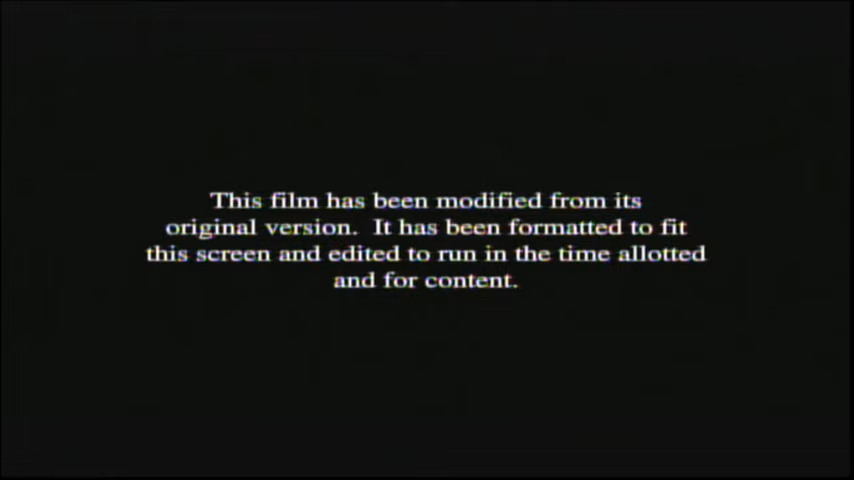 This film has been modified from its
original version.  It has been formatted to fit
this screen and edited to run in the time allotted
and for content.